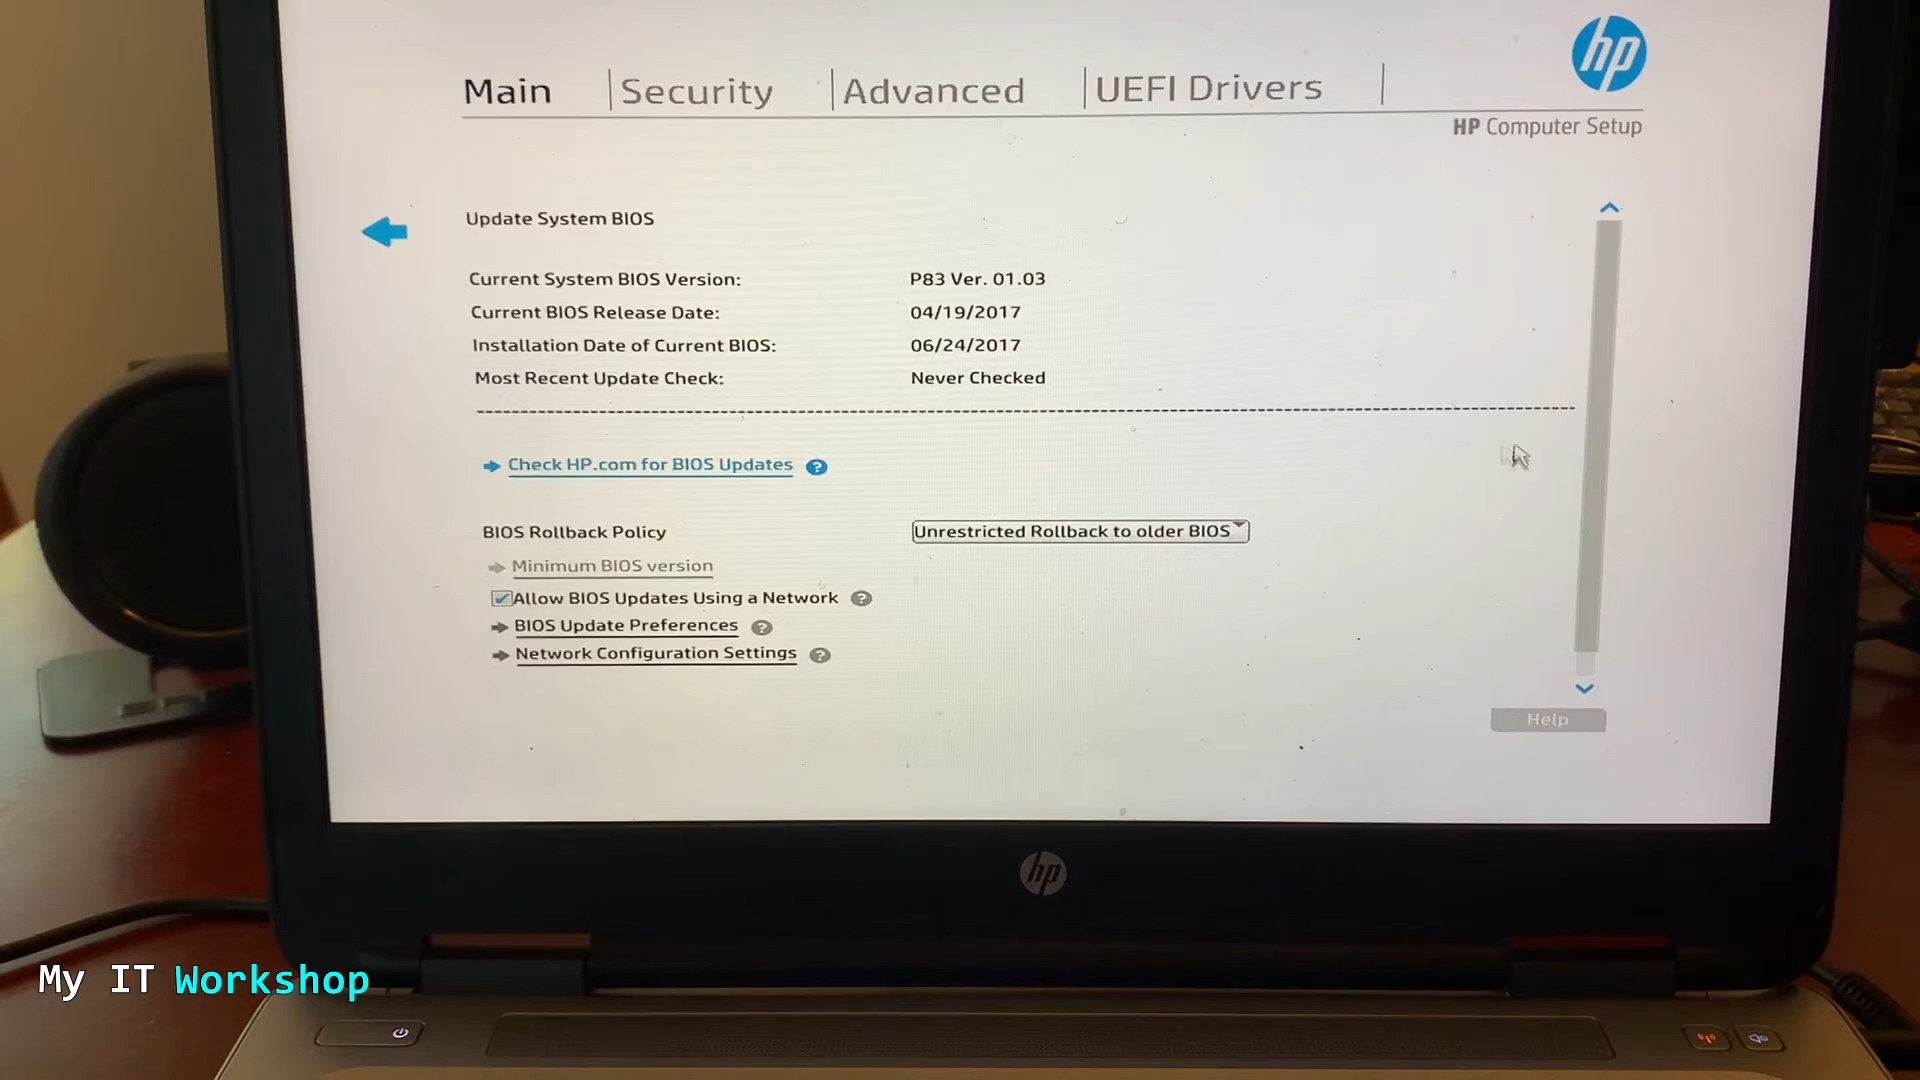 hp
Main Security Advanced UEFI Drivers
HP Computer Setup
Update System BIOS
Current System BIOS Version: P83 Ver. 01.03
Current BIOS Release Date: 04/19/2017
Installation Date of Current BIOS: 06/24/2017
Most Recent Update Check: Never Checked
Check HP.com for BIOS Updates ?
BIOS Rollback Policy Unrestricted Rollback to older BIOS
Minimum BIOS version
Allow BIOS Updates Using a Network ?
BIOS Update Preferences ?
Network Configuration Settings ?
Help
hp
My IT Workshop